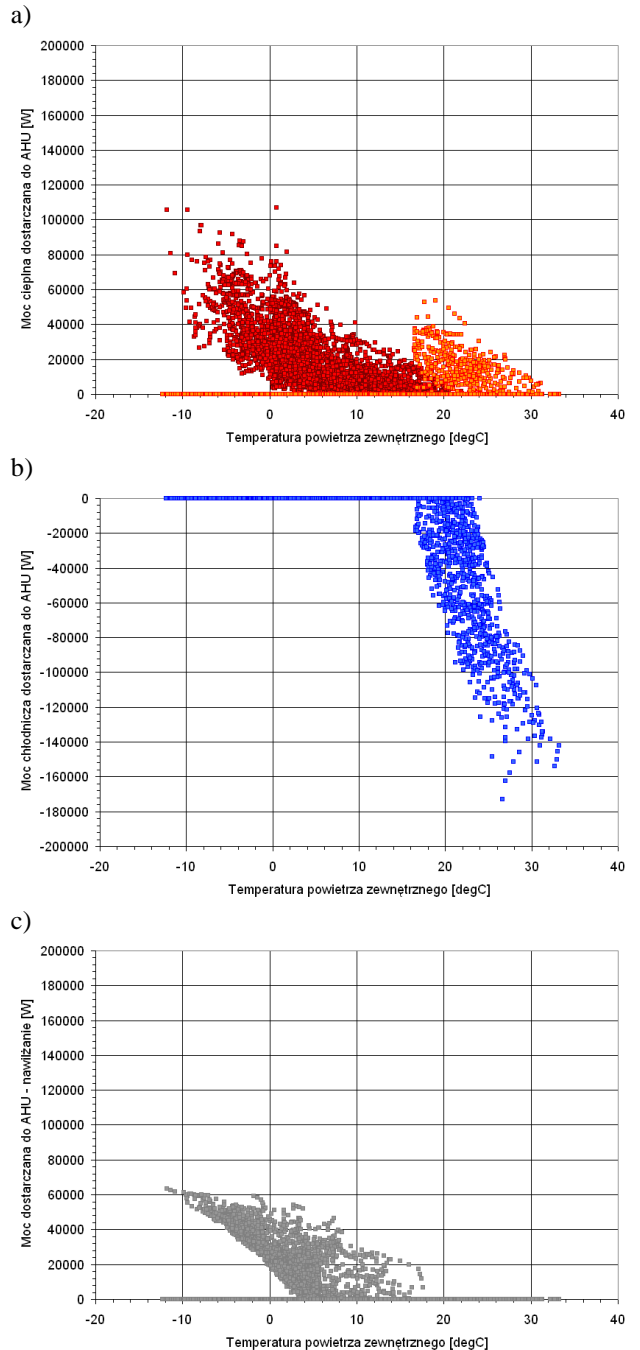 a)
200000
180000
160000
140000
120000
100000
80000
60000
40000
20000
0
-20 -10 0 10 20 30 40
Moc cieplna dostarczana do AHU [W]
Temperatura powietrza zewnętrznego [degC]
b)
0
-20000
-40000
-60000
-80000
-100000
-120000
-140000
-160000
-180000
-200000
-20 -10 0 10 20 30 40
Moc chłodnicza dostarczana do AHU [W]
Temperatura powietrza zewnętrznego [degC]
c)
200000
180000
160000
140000
120000
100000
80000
60000
40000
20000
0
-20 -10 0 10 20 30 40
Moc dostarczana do AHU - nawilżanie [W]
Temperatura powietrza zewnętrznego [degC]